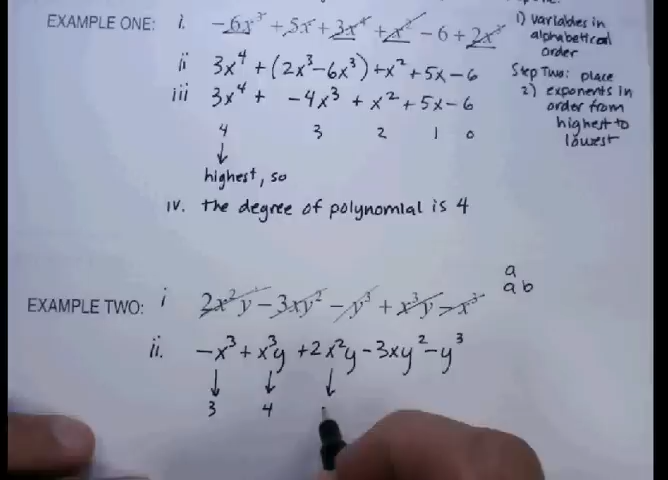 EXAMPLE ONE: i. -6x³ + 5x + 3x⁴ + x² - 6 + 2x³
1) variables in
alphabetical
order
ii 3x⁴ + (2x³-6x³) + x² + 5x - 6
Step Two: place
2) exponents in
order from
highest to
lowest
iii 3x⁴ + -4x³ + x² + 5x - 6
4 3 2 1 0
↓
highest, so
iv. the degree of polynomial is 4
a
ab
EXAMPLE TWO: i 2x²y - 3xy² - y³ + x³y - x³
ii. -x³ + x³y + 2x²y - 3xy² - y³
↓ ↓ ↓
3 4